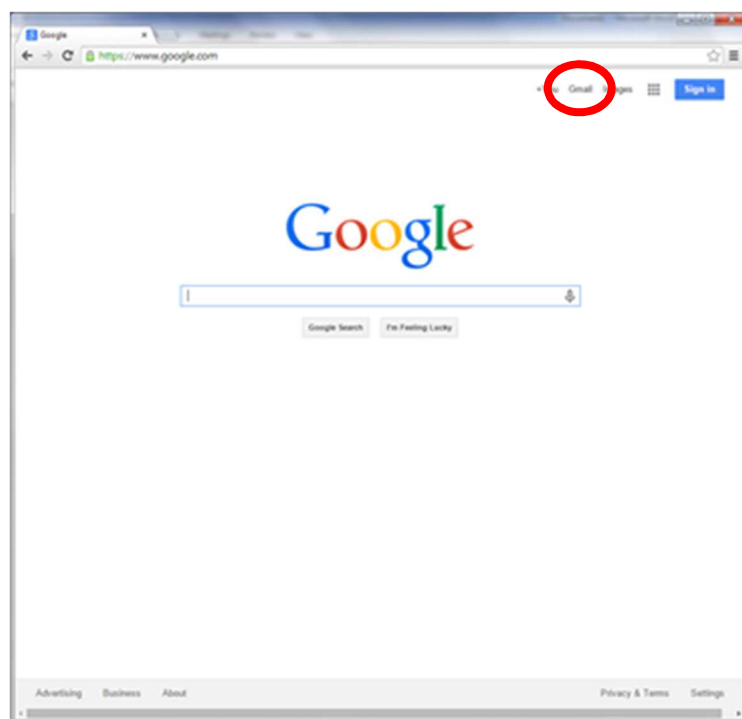 Google
https://www.google.com
Gmail Sign in
Google
Google Search I'm Feeling Lucky
Advertising Business About Privacy & Terms Settings